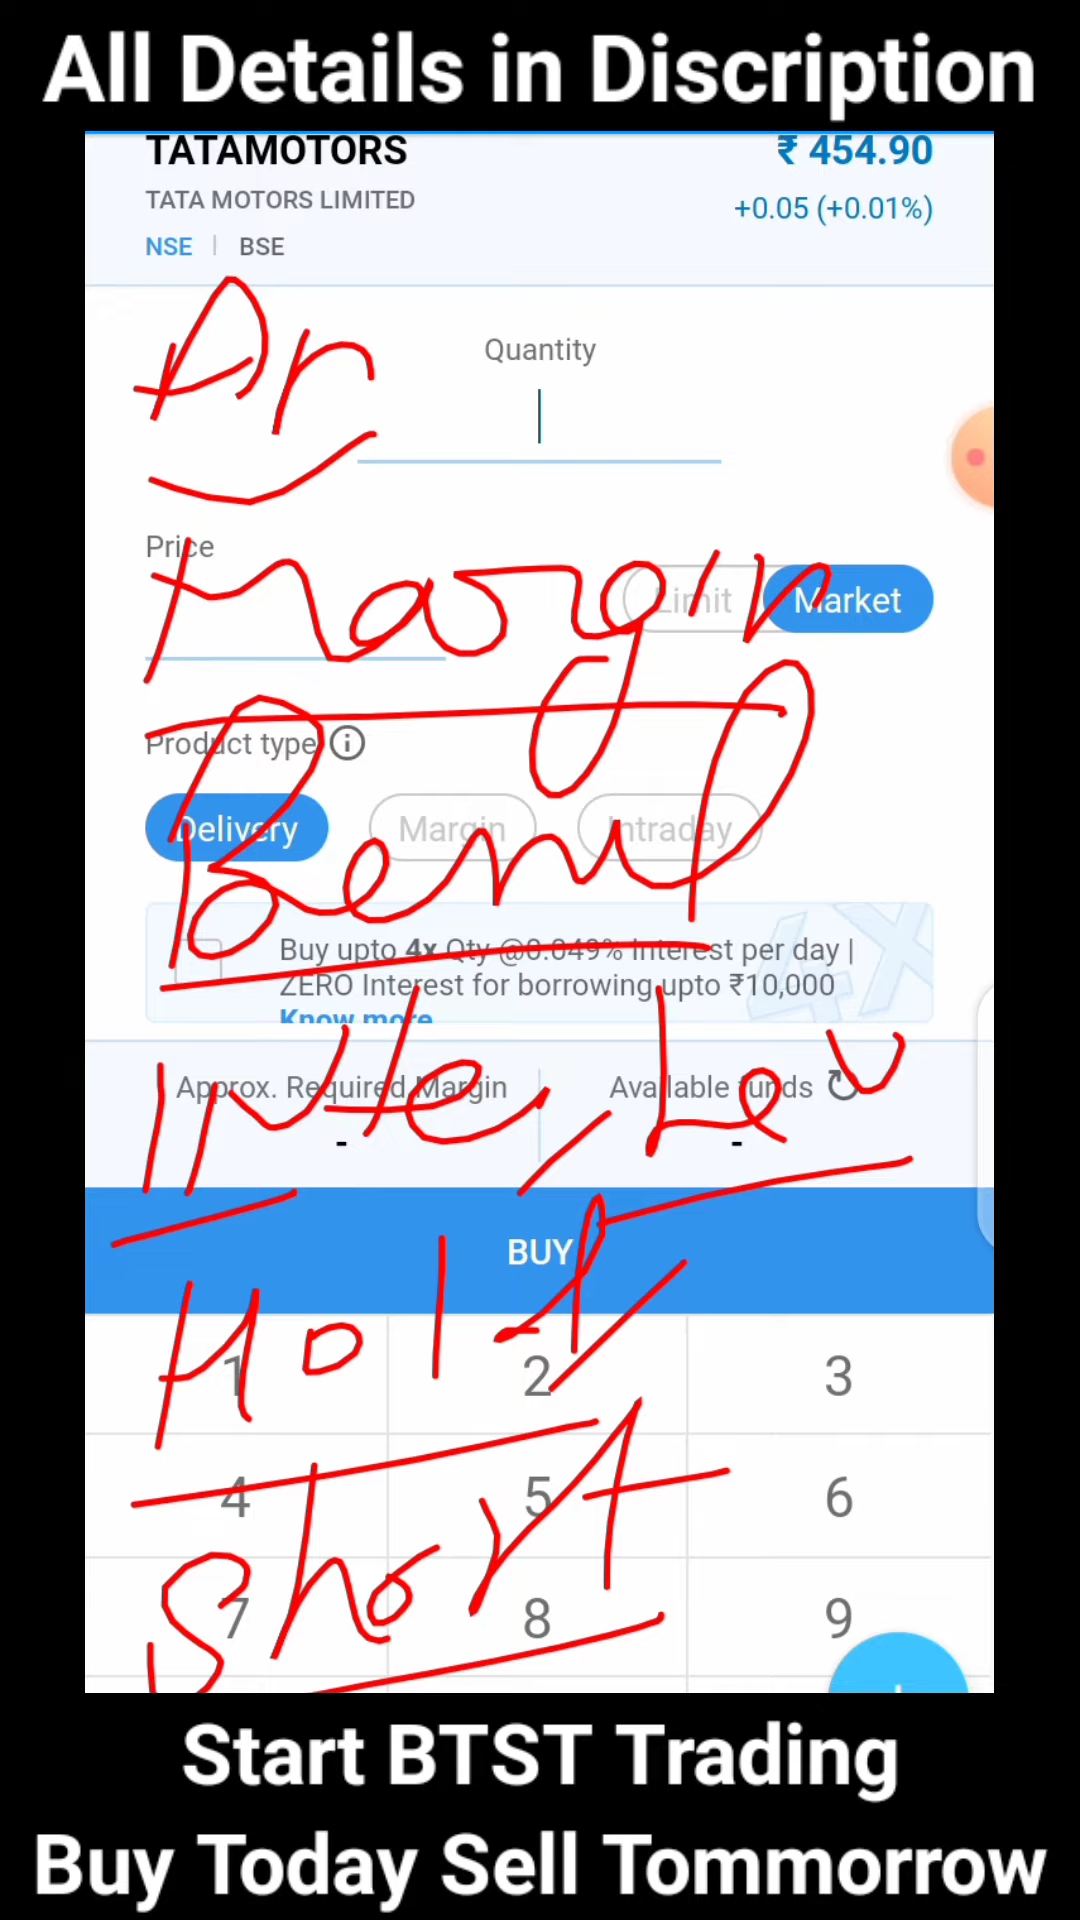 All Details in Discription
TATAMOTORS
₹ 454.90
TATA MOTORS LIMITED
+0.05 (+0.01%)
NSE | BSE
Ar
Quantity
Price
Margin
Limit
Market
Product type
Delivery
Margin
Intraday
Benif
Buy upto 4x Qty @0.049% Interest per day |
ZERO Interest for borrowing upto ₹10,000
Know more
4X
Approx. Required Margin
Available funds
-
-
Lev
BUY
Hold
1 2 3
4 5 6
Short
7 8 9
Start BTST Trading
Buy Today Sell Tommorrow